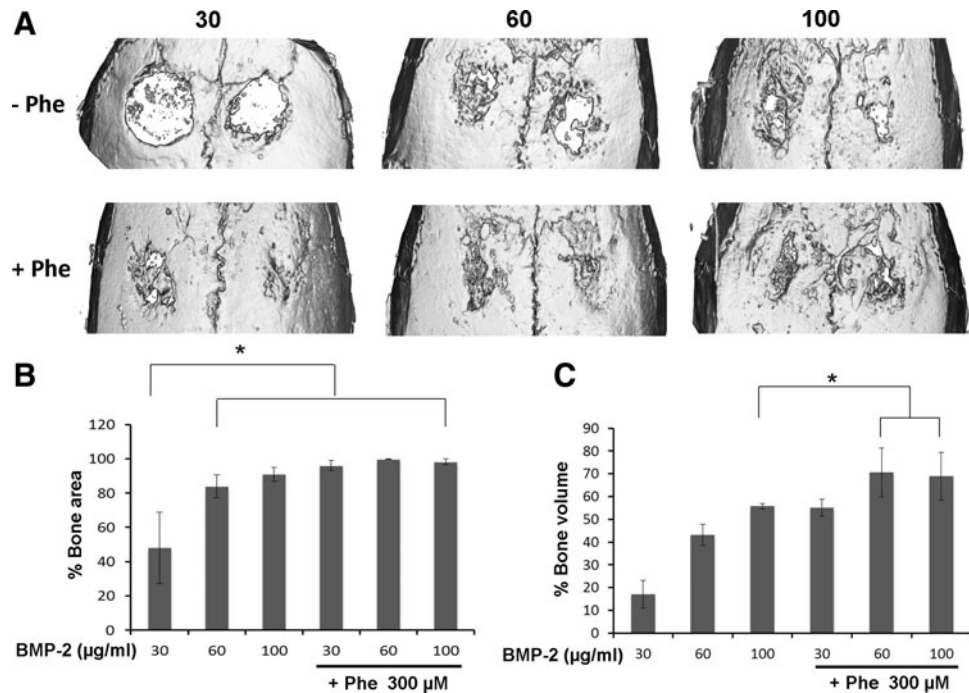 A
30 60 100
- Phe
+ Phe
B
*
% Bone area
120
100
80
60
40
20
0
BMP-2 (µg/ml) 30 60 100 30 60 100
+ Phe 300 µM
C
*
% Bone volume
90
80
70
60
50
40
30
20
10
0
BMP-2 (µg/ml) 30 60 100 30 60 100
+ Phe 300 µM